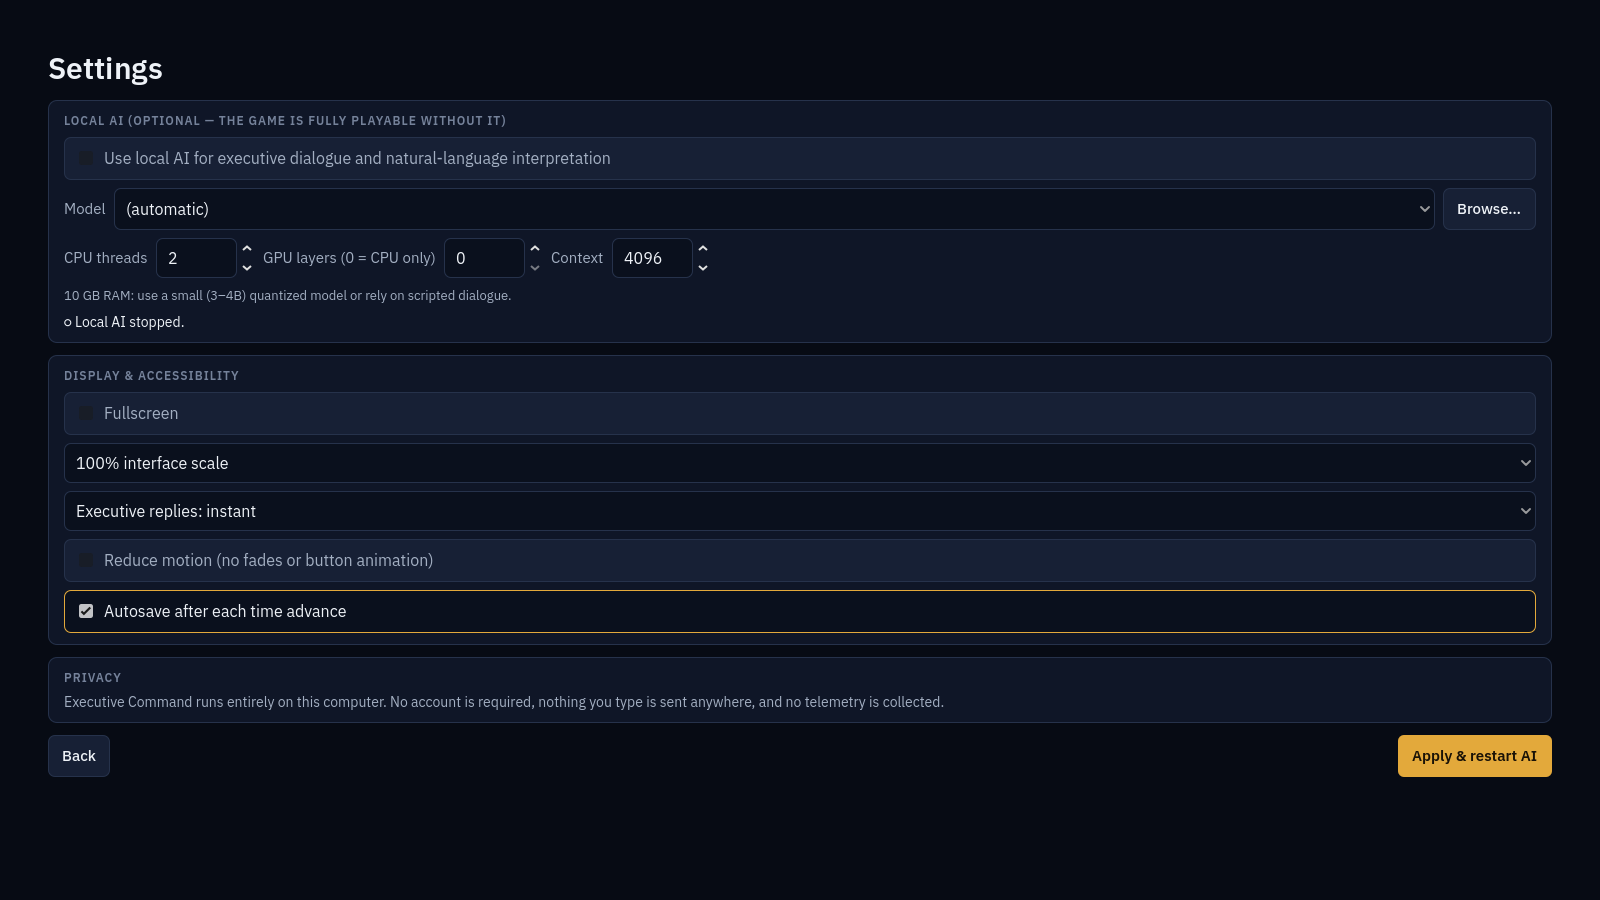 Settings
LOCAL AI (OPTIONAL — THE GAME IS FULLY PLAYABLE WITHOUT IT)
Use local AI for executive dialogue and natural-language interpretation
Model (automatic) Browse...
CPU threads 2 GPU layers (0 = CPU only) 0 Context 4096
10 GB RAM: use a small (3–4B) quantized model or rely on scripted dialogue.
Local AI stopped.
DISPLAY & ACCESSIBILITY
Fullscreen
100% interface scale
Executive replies: instant
Reduce motion (no fades or button animation)
Autosave after each time advance
PRIVACY
Executive Command runs entirely on this computer. No account is required, nothing you type is sent anywhere, and no telemetry is collected.
Back Apply & restart AI